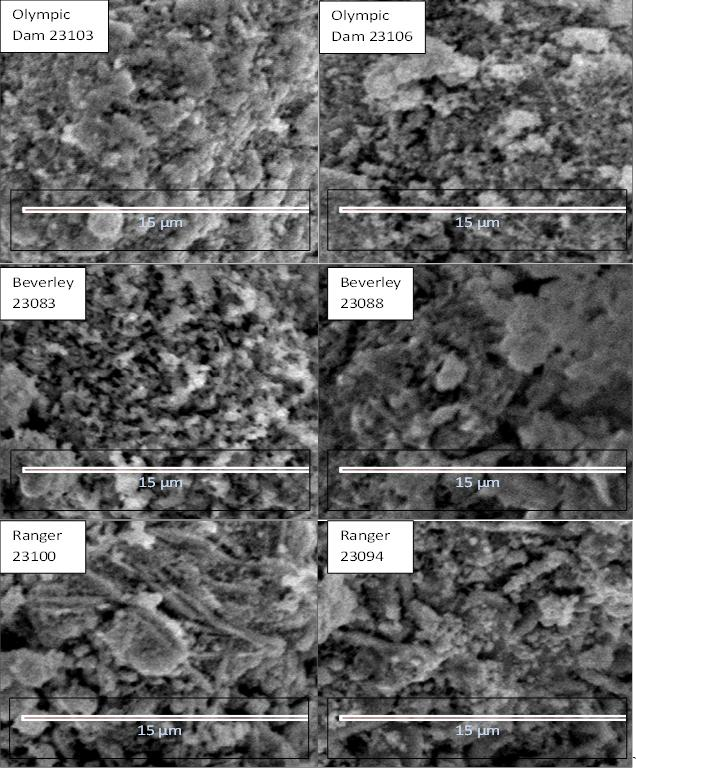 Olympic
Dam 23103
Olympic
Dam 23106
15 µm
15 µm
Beverley
23083
Beverley
23088
15 µm
15 µm
Ranger
23100
Ranger
23094
15 µm
15 µm